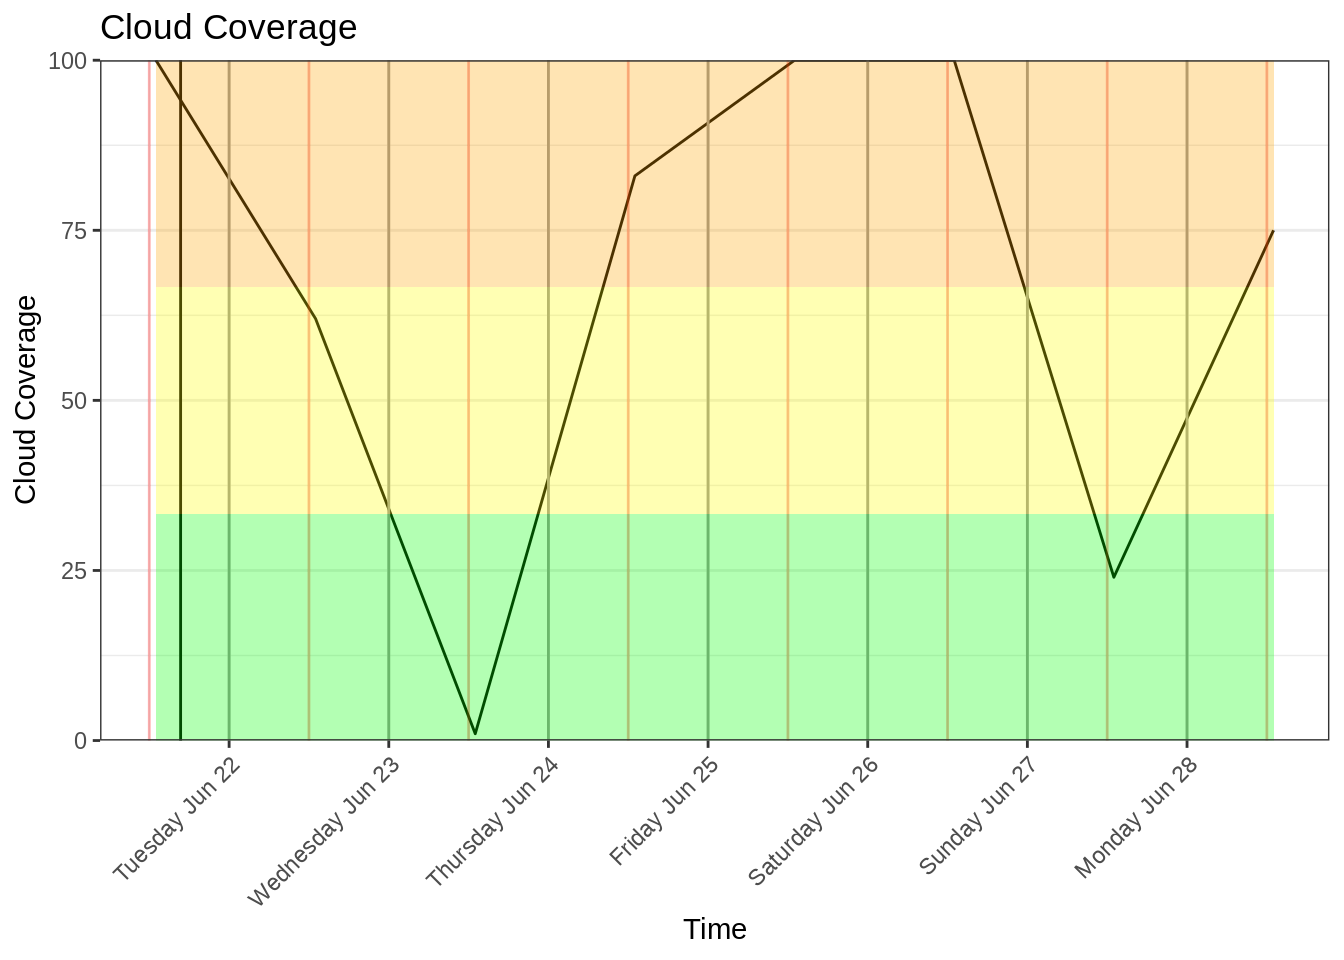 Cloud Coverage
100
75
50
25
0
Cloud Coverage
Tuesday Jun 22
Wednesday Jun 23
Thursday Jun 24
Friday Jun 25
Saturday Jun 26
Sunday Jun 27
Monday Jun 28
Time